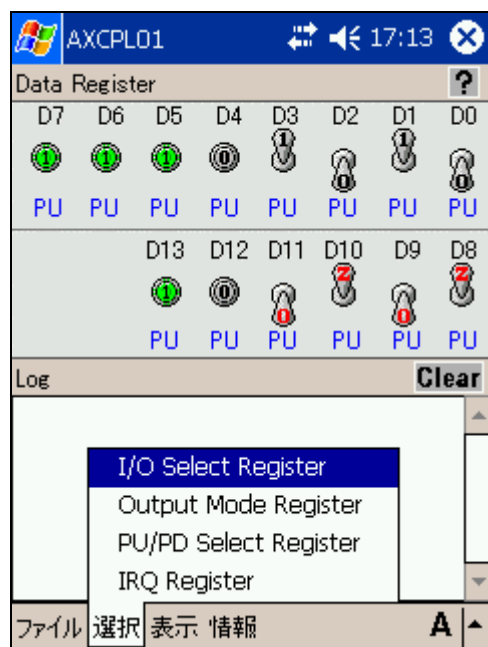 AXCPL01 17:13
Data Register ?
D7 D6 D5 D4 D3 D2 D1 D0
1 1 1 0 1 0 1 0
PU PU PU PU PU PU PU PU
D13 D12 D11 D10 D9 D8
1 0 0 Z 0 Z
PU PU PU PU PU PU
Log Clear
I/O Select Register
Output Mode Register
PU/PD Select Register
IRQ Register
ファイル 選択 表示 情報 A